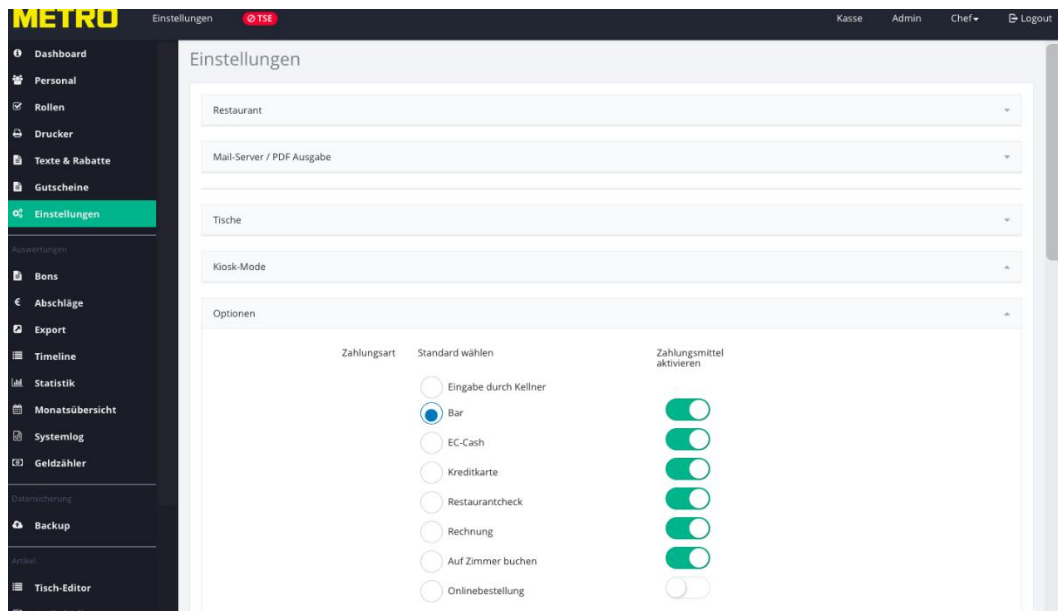 METRO
Einstellungen
TSE
Kasse
Admin
Chef
Logout
Dashboard
Personal
Rollen
Drucker
Texte & Rabatte
Gutscheine
Einstellungen
Auswertungen
Bons
Abschläge
Export
Timeline
Statistik
Monatsübersicht
Systemlog
Geldzähler
Datensicherung
Backup
Artikel
Tisch-Editor
Einstellungen
Restaurant
Mail-Server / PDF Ausgabe
Tische
Kiosk-Mode
Optionen
Zahlungsart
Standard wählen
Zahlungsmittel
aktivieren
Eingabe durch Kellner
Bar
EC-Cash
Kreditkarte
Restaurantcheck
Rechnung
Auf Zimmer buchen
Onlinebestellung